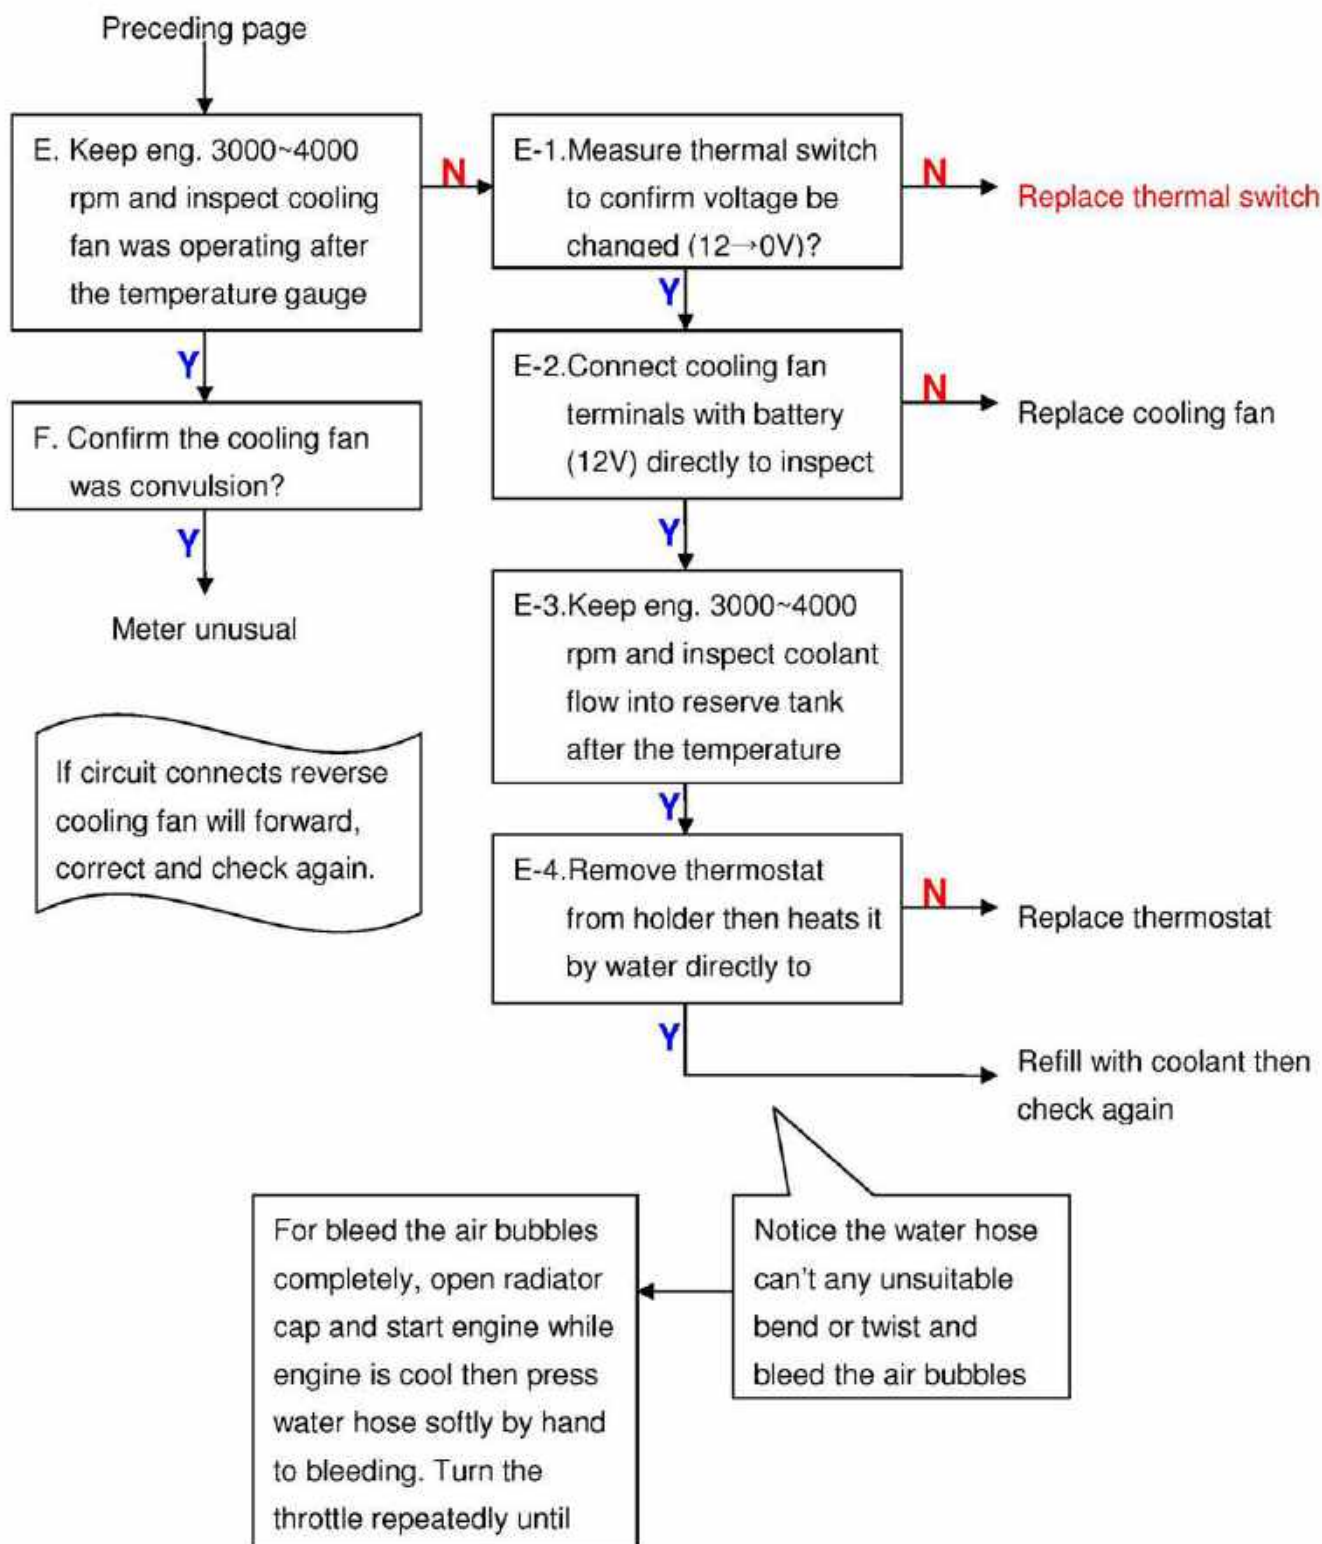 Preceding page
E. Keep eng. 3000~4000
rpm and inspect cooling
fan was operating after
the temperature gauge
N
E-1.Measure thermal switch
to confirm voltage be
changed (12→0V)?
N
Replace thermal switch
Y
Y
E-2.Connect cooling fan
terminals with battery
(12V) directly to inspect
N
Replace cooling fan
F. Confirm the cooling fan
was convulsion?
Y
Meter unusual
Y
E-3.Keep eng. 3000~4000
rpm and inspect coolant
flow into reserve tank
after the temperature
If circuit connects reverse
cooling fan will forward,
correct and check again.
Y
E-4.Remove thermostat
from holder then heats it
by water directly to
N
Replace thermostat
Y
Refill with coolant then
check again
For bleed the air bubbles
completely, open radiator
cap and start engine while
engine is cool then press
water hose softly by hand
to bleeding. Turn the
throttle repeatedly until
Notice the water hose
can't any unsuitable
bend or twist and
bleed the air bubbles